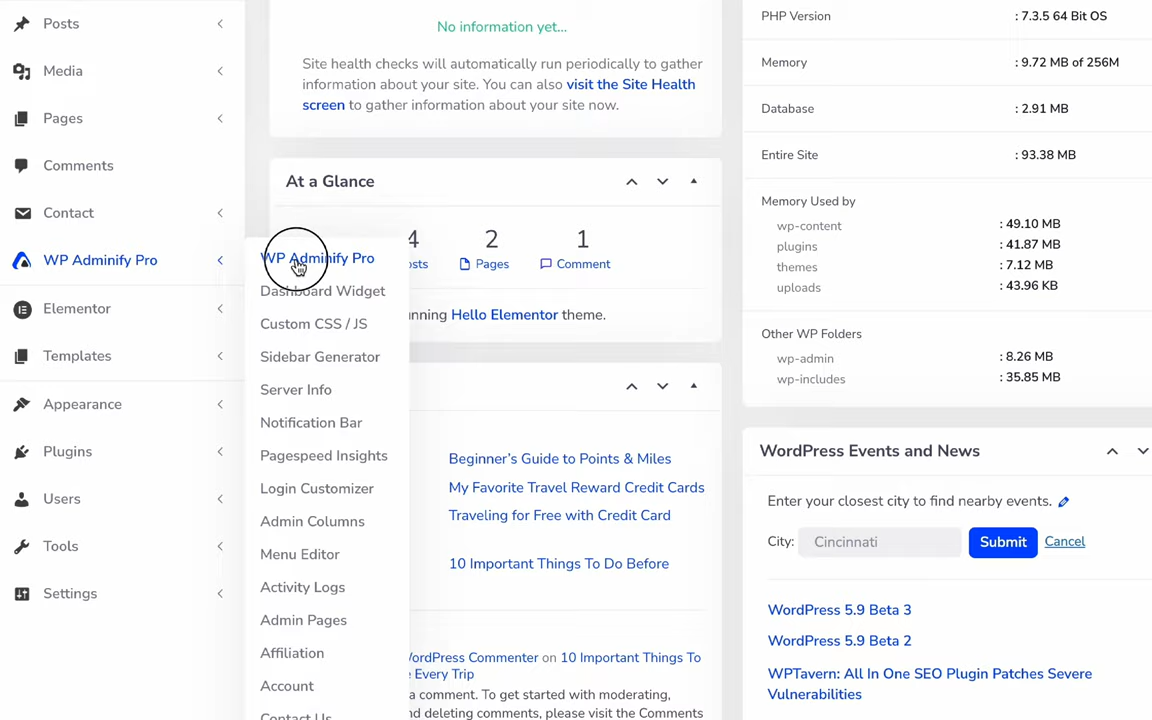 Posts
Media
Pages
Comments
Contact
WP Adminify Pro
Elementor
Templates
Appearance
Plugins
Users
Tools
Settings
WP Adminify Pro
Dashboard Widget
Custom CSS / JS
Sidebar Generator
Server Info
Notification Bar
Pagespeed Insights
Login Customizer
Admin Columns
Menu Editor
Activity Logs
Admin Pages
Affiliation
Account
Contact Us
No information yet...
Site health checks will automatically run periodically to gather
information about your site. You can also visit the Site Health
screen to gather information about your site now.
At a Glance
4 2 1
osts Pages Comment
unning Hello Elementor theme.
Beginner's Guide to Points & Miles
My Favorite Travel Reward Credit Cards
Traveling for Free with Credit Card
10 Important Things To Do Before
WordPress Commenter on 10 Important Things To
Every Trip
a comment. To get started with moderating,
nd deleting comments, please visit the Comments
PHP Version : 7.3.5 64 Bit OS
Memory : 9.72 MB of 256M
Database : 2.91 MB
Entire Site : 93.38 MB
Memory Used by
wp-content : 49.10 MB
plugins : 41.87 MB
themes : 7.12 MB
uploads : 43.96 KB
Other WP Folders
wp-admin : 8.26 MB
wp-includes : 35.85 MB
WordPress Events and News
Enter your closest city to find nearby events.
City: Cincinnati Submit Cancel
WordPress 5.9 Beta 3
WordPress 5.9 Beta 2
WPTavern: All In One SEO Plugin Patches Severe
Vulnerabilities